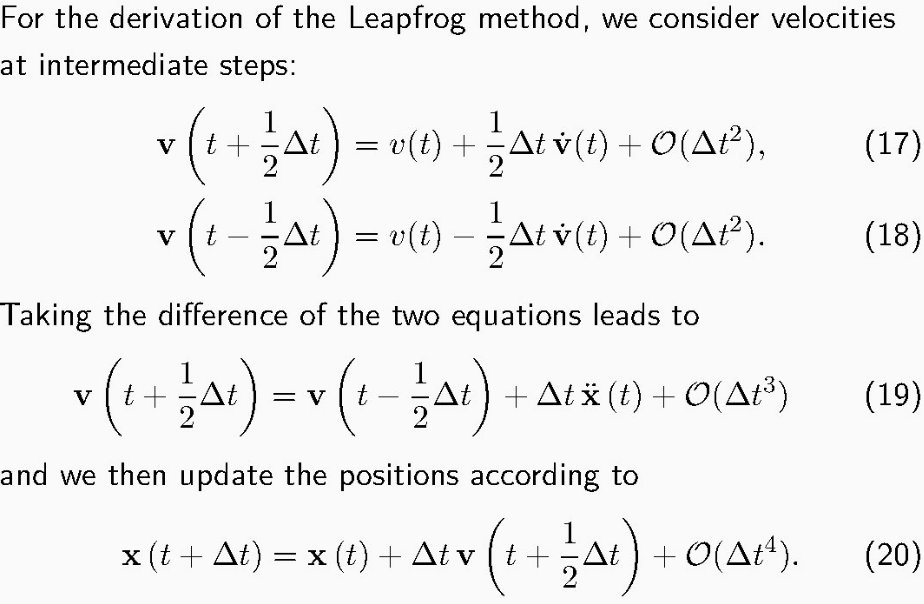 For the derivation of the Leapfrog method, we consider velocities
at intermediate steps:
\mathbf{v}\left(t + \frac{1}{2}\Delta t\right) = v(t) + \frac{1}{2}\Delta t\,\dot{\mathbf{v}}(t) + \mathcal{O}(\Delta t^2), (17)
\mathbf{v}\left(t - \frac{1}{2}\Delta t\right) = v(t) - \frac{1}{2}\Delta t\,\dot{\mathbf{v}}(t) + \mathcal{O}(\Delta t^2). (18)
Taking the difference of the two equations leads to
\mathbf{v}\left(t + \frac{1}{2}\Delta t\right) = \mathbf{v}\left(t - \frac{1}{2}\Delta t\right) + \Delta t\,\ddot{\mathbf{x}}(t) + \mathcal{O}(\Delta t^3) (19)
and we then update the positions according to
\mathbf{x}(t + \Delta t) = \mathbf{x}(t) + \Delta t\,\mathbf{v}\left(t + \frac{1}{2}\Delta t\right) + \mathcal{O}(\Delta t^4). (20)